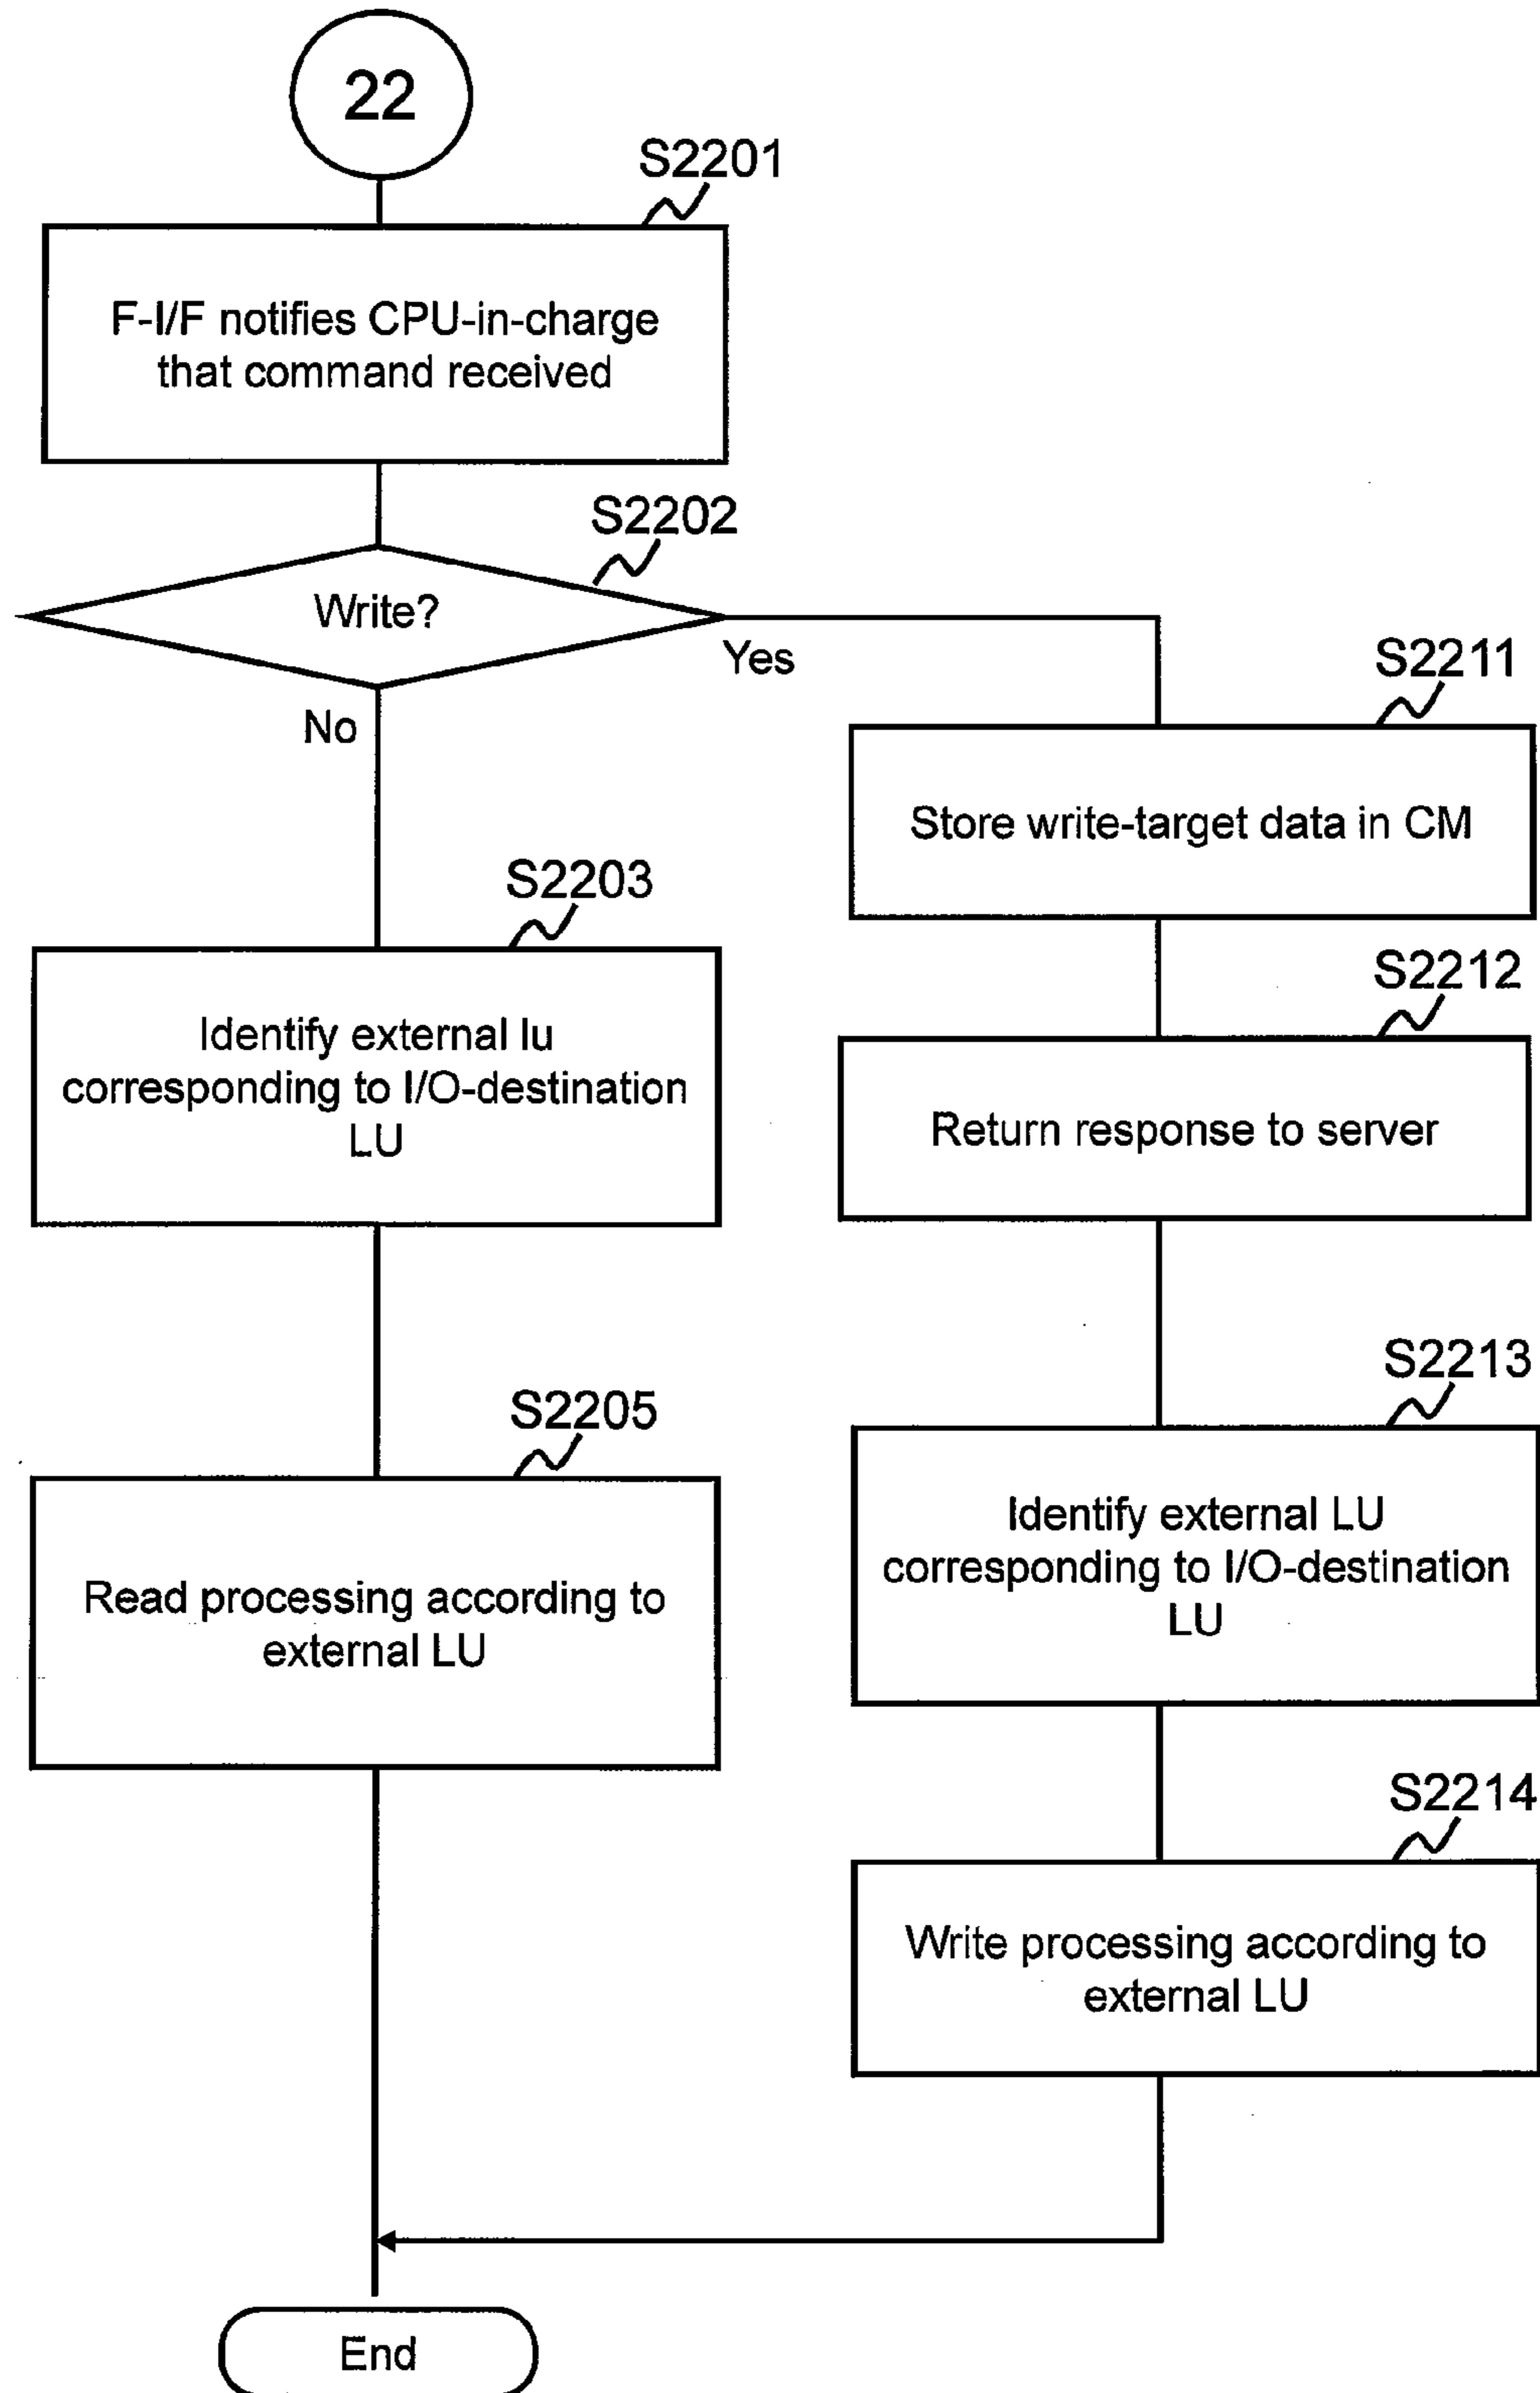 22
S2201
F-I/F notifies CPU-in-charge
that command received
S2202
Write?
Yes
No
S2211
Store write-target data in CM
S2203
Identify external lu
corresponding to I/O-destination
LU
S2212
Return response to server
S2213
Identify external LU
corresponding to I/O-destination
LU
S2205
Read processing according to
external LU
S2214
Write processing according to
external LU
End